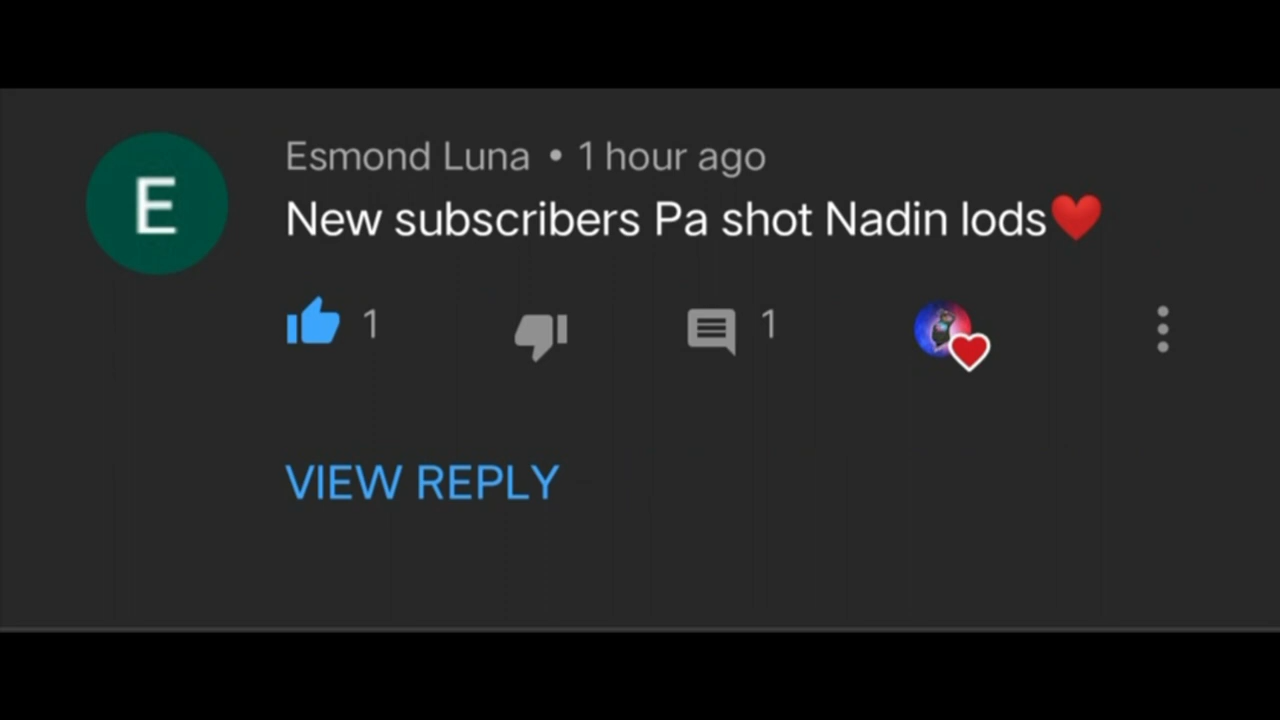 E
Esmond Luna • 1 hour ago
New subscribers Pa shot Nadin lods❤️
1
1
VIEW REPLY